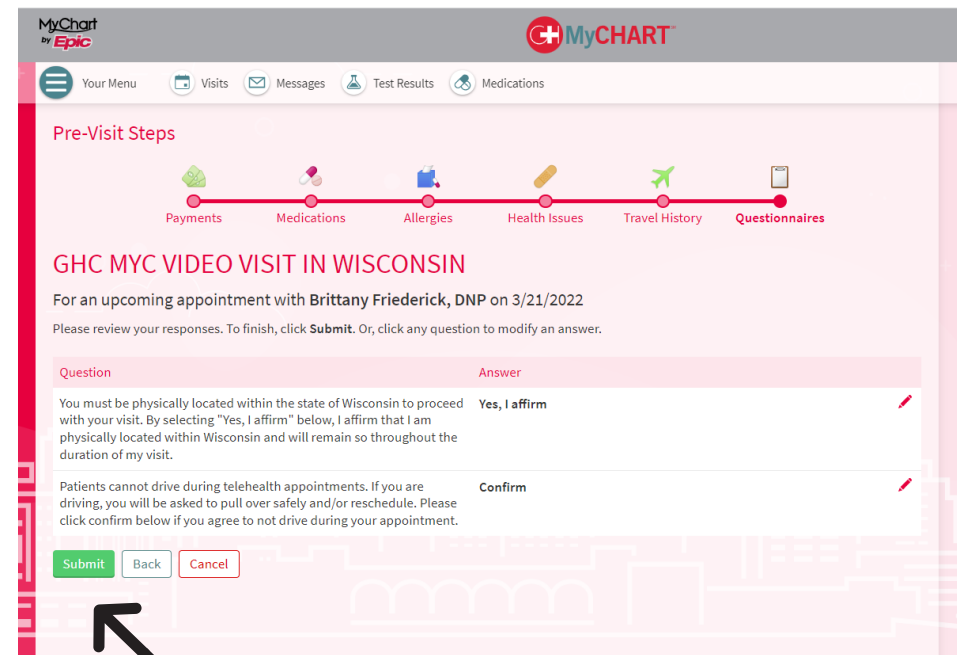 MyChart
by Epic
GH MyCHART
Your Menu
Visits
Messages
Test Results
Medications
Pre-Visit Steps
Payments
Medications
Allergies
Health Issues
Travel History
Questionnaires
GHC MYC VIDEO VISIT IN WISCONSIN
For an upcoming appointment with Brittany Friederick, DNP on 3/21/2022
Please review your responses. To finish, click Submit. Or, click any question to modify an answer.
Question
Answer
You must be physically located within the state of Wisconsin to proceed
with your visit. By selecting "Yes, I affirm" below, I affirm that I am
physically located within Wisconsin and will remain so throughout the
duration of my visit.
Yes, I affirm
Patients cannot drive during telehealth appointments. If you are
driving, you will be asked to pull over safely and/or reschedule. Please
click confirm below if you agree to not drive during your appointment.
Confirm
Submit
Back
Cancel